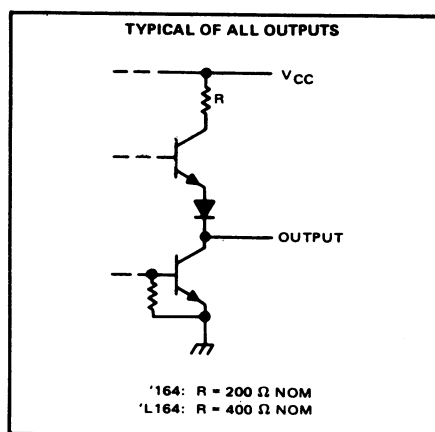 TYPICAL OF ALL OUTPUTS
VCC
R
OUTPUT
'164: R = 200 Ω NOM
'L164: R = 400 Ω NOM